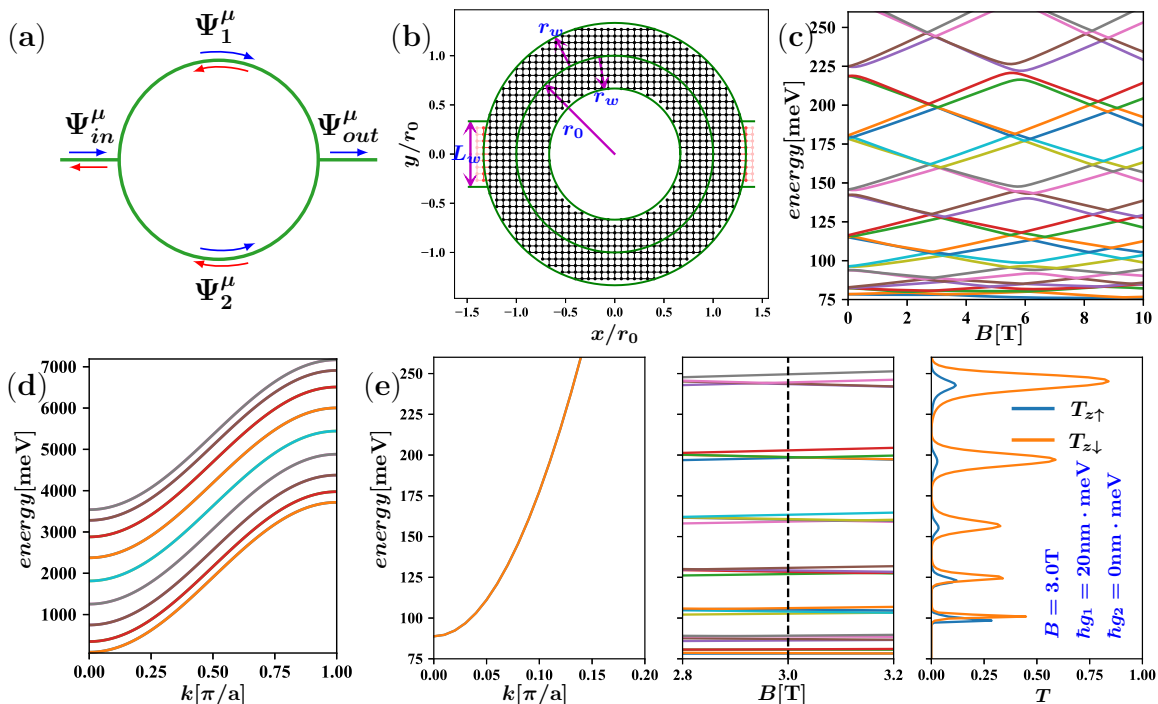 (a)
Ψ₁^μ
Ψ_in^μ
Ψ_out^μ
Ψ₂^μ
(b)
r_w
r_w
r_0
L_w
y/r_0
1.0
0.5
0.0
-0.5
-1.0
-1.5 -1.0 -0.5 0.0 0.5 1.0 1.5
x/r_0
(c)
energy[meV]
250
225
200
175
150
125
100
75
0 2 4 6 8 10
B[T]
(d)
energy[meV]
7000
6000
5000
4000
3000
2000
1000
0.00 0.25 0.50 0.75 1.00
k[π/a]
(e)
energy[meV]
250
225
200
175
150
125
100
75
0.00 0.05 0.10 0.15 0.20
k[π/a]
2.8 3.0 3.2
B[T]
T_z↑
T_z↓
B = 3.0T
ħg₁ = 20nm · meV
ħg₂ = 0nm · meV
0.00 0.25 0.50 0.75 1.00
T